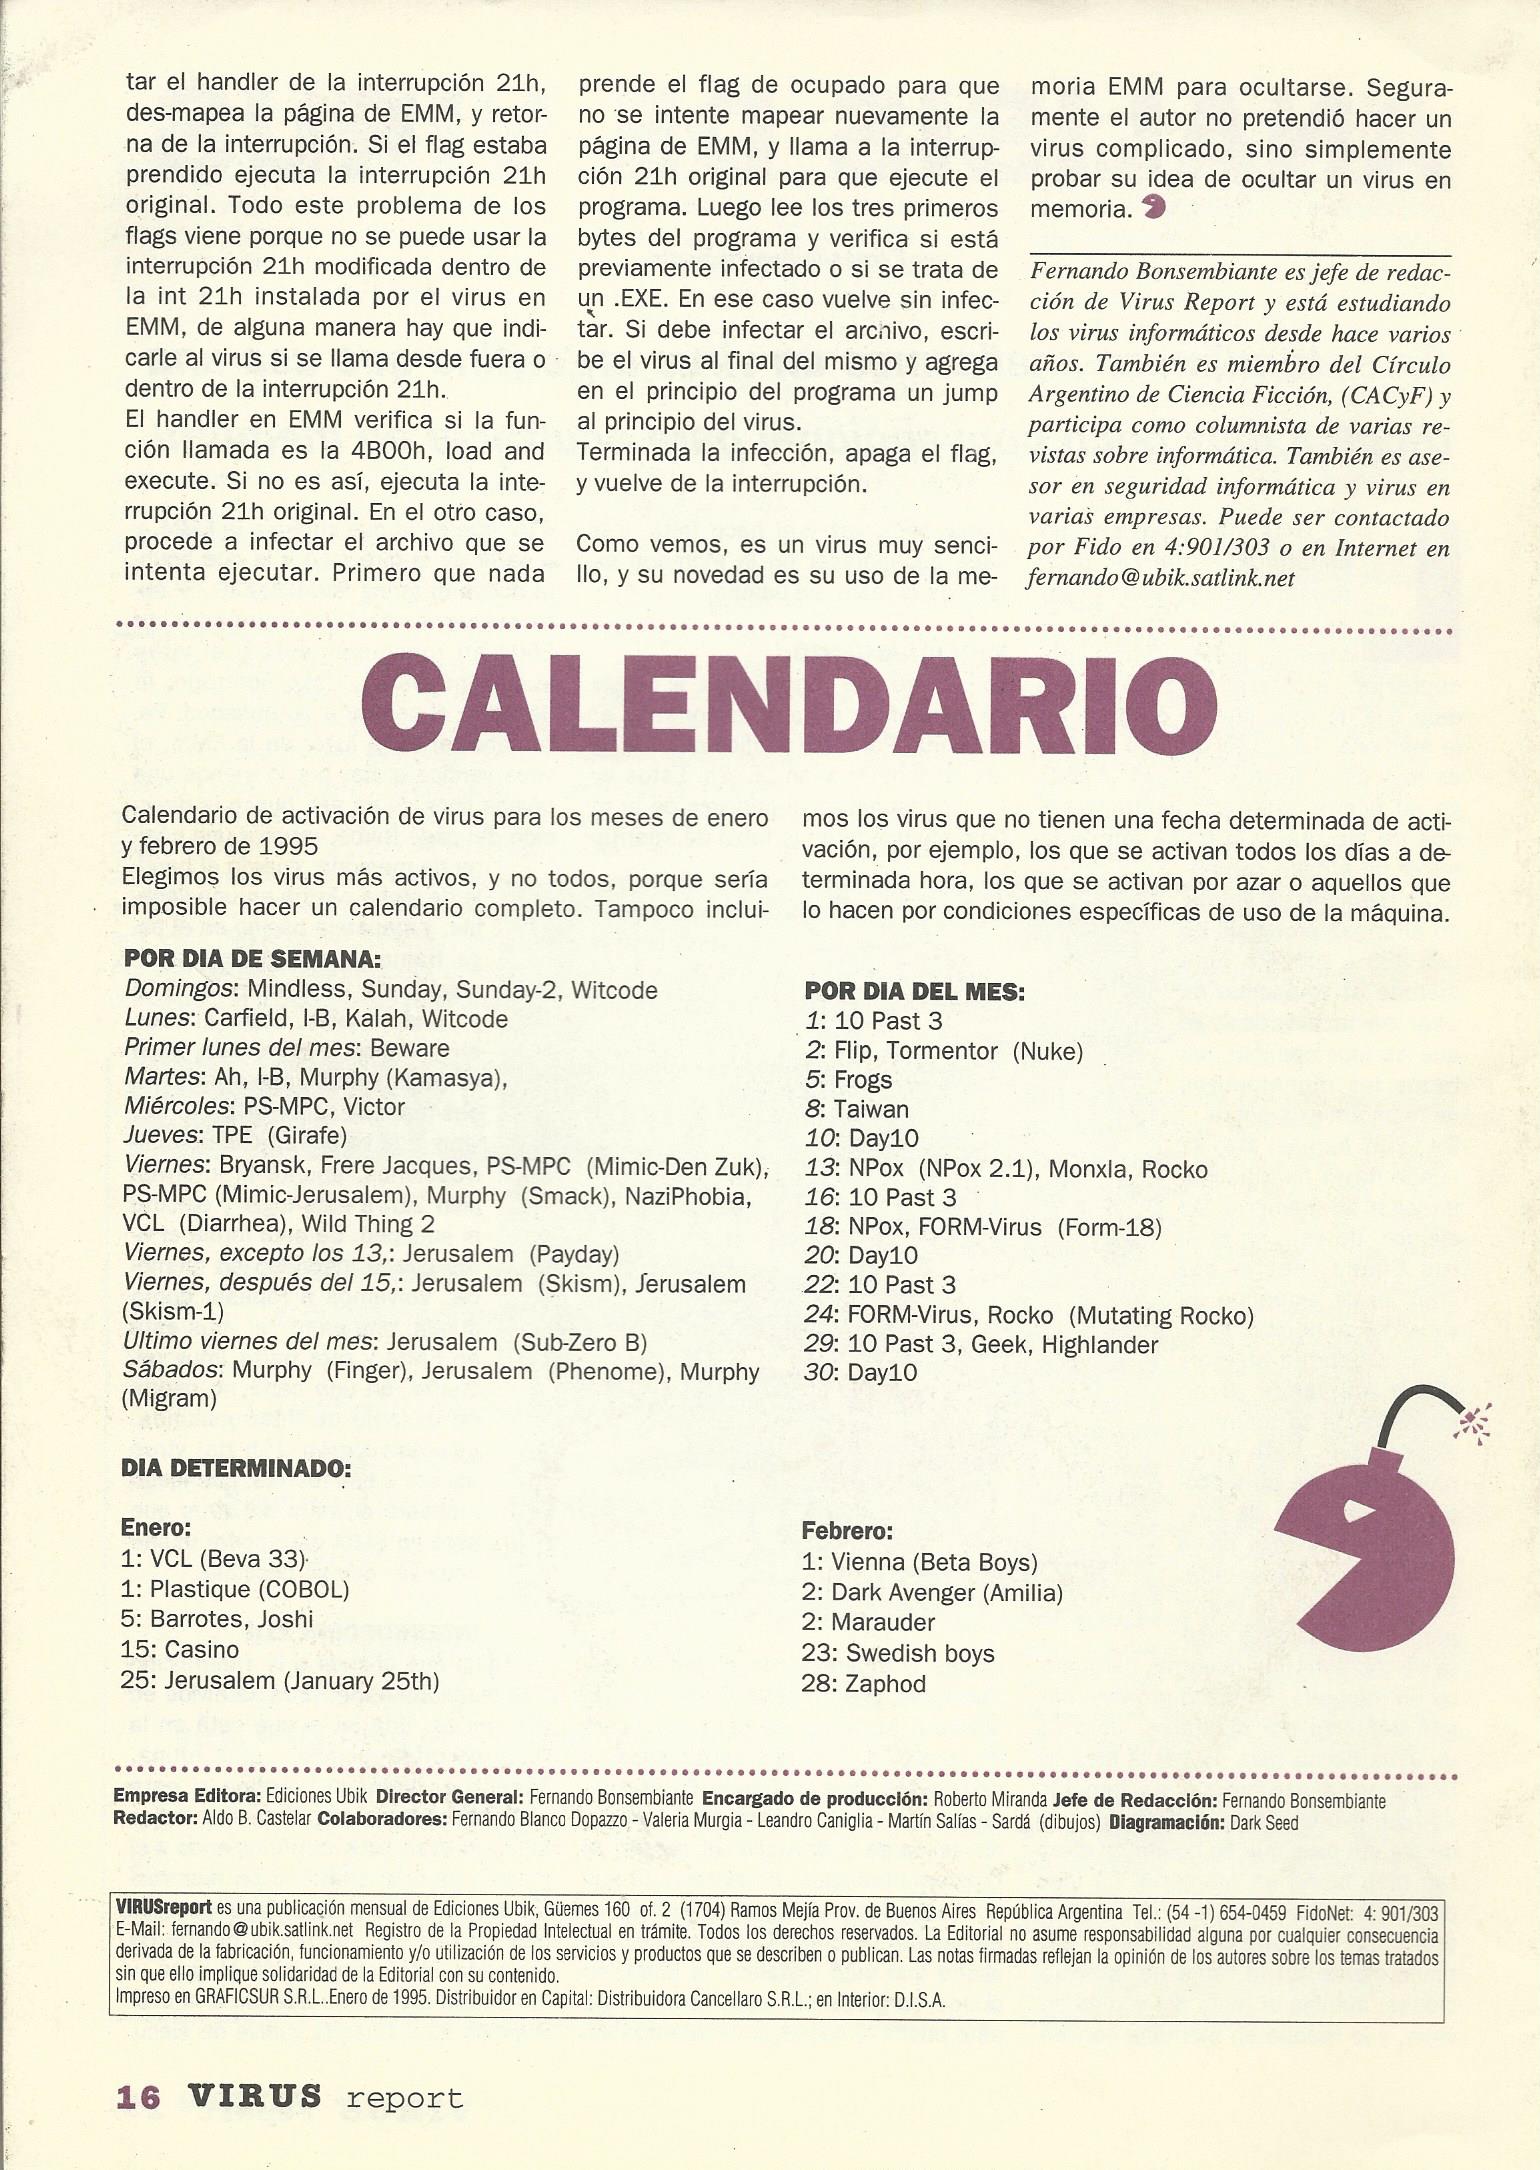 tar el handler de la interrupción 21h,
des-mapea la página de EMM, y retor-
na de la interrupción. Si el flag estaba
prendido ejecuta la interrupción 21h
original. Todo este problema de los
flags viene porque no se puede usar la
interrupción 21h modificada dentro de
la int 21h instalada por el virus en
EMM, de alguna manera hay que indi-
carle al virus si se llama desde fuera o
dentro de la interrupción 21h.
El handler en EMM verifica si la fun-
ción llamada es la 4B00h, load and
execute. Si no es así, ejecuta la inte-
rrupción 21h original. En el otro caso,
procede a infectar el archivo que se
intenta ejecutar. Primero que nada
prende el flag de ocupado para que
no se intente mapear nuevamente la
página de EMM, y llama a la interrup-
ción 21h original para que ejecute el
programa. Luego lee los tres primeros
bytes del programa y verifica si está
previamente infectado o si se trata de
un .EXE. En ese caso vuelve sin infec-
tar. Si debe infectar el archivo, escri-
be el virus al final del mismo y agrega
en el principio del programa un jump
al principio del virus.
Terminada la infección, apaga el flag,
y vuelve de la interrupción.
Como vemos, es un virus muy senci-
llo, y su novedad es su uso de la me-
moria EMM para ocultarse. Segura-
mente el autor no pretendió hacer un
virus complicado, sino simplemente
probar su idea de ocultar un virus en
memoria.
Fernando Bonsembiante es jefe de redac-
ción de Virus Report y está estudiando
los virus informáticos desde hace varios
años. También es miembro del Círculo
Argentino de Ciencia Ficción, (CACyF) y
participa como columnista de varias re-
vistas sobre informática. También es ase-
sor en seguridad informática y virus en
varias empresas. Puede ser contactado
por Fido en 4:901/303 o en Internet en
fernando@ubik.satlink.net
CALENDARIO
Calendario de activación de virus para los meses de enero
y febrero de 1995
Elegimos los virus más activos, y no todos, porque sería
imposible hacer un calendario completo. Tampoco inclui-
mos los virus que no tienen una fecha determinada de acti-
vación, por ejemplo, los que se activan todos los días a de-
terminada hora, los que se activan por azar o aquellos que
lo hacen por condiciones específicas de uso de la máquina.
POR DIA DE SEMANA:
Domingos: Mindless, Sunday, Sunday-2, Witcode
Lunes: Carfield, I-B, Kalah, Witcode
Primer lunes del mes: Beware
Martes: Ah, I-B, Murphy (Kamasya),
Miércoles: PS-MPC, Victor
Jueves: TPE (Girafe)
Viernes: Bryansk, Frere Jacques, PS-MPC (Mimic-Den Zuk),
PS-MPC (Mimic-Jerusalem), Murphy (Smack), NaziPhobia,
VCL (Diarrhea), Wild Thing 2
Viernes, excepto los 13,: Jerusalem (Payday)
Viernes, después del 15,: Jerusalem (Skism), Jerusalem
(Skism-1)
Ultimo viernes del mes: Jerusalem (Sub-Zero B)
Sábados: Murphy (Finger), Jerusalem (Phenome), Murphy
(Migram)
POR DIA DEL MES:
1: 10 Past 3
2: Flip, Tormentor (Nuke)
5: Frogs
8: Taiwan
10: Day10
13: NPox (NPox 2.1), Monxla, Rocko
16: 10 Past 3
18: NPox, FORM-Virus (Form-18)
20: Day10
22: 10 Past 3
24: FORM-Virus, Rocko (Mutating Rocko)
29: 10 Past 3, Geek, Highlander
30: Day10
DIA DETERMINADO:
Enero:
1: VCL (Beva 33)
1: Plastique (COBOL)
5: Barrotes, Joshi
15: Casino
25: Jerusalem (January 25th)
Febrero:
1: Vienna (Beta Boys)
2: Dark Avenger (Amilia)
2: Marauder
23: Swedish boys
28: Zaphod
Empresa Editora: Ediciones Ubik Director General: Fernando Bonsembiante Encargado de producción: Roberto Miranda Jefe de Redacción: Fernando Bonsembiante
Redactor: Aldo B. Castelar Colaboradores: Fernando Blanco Dopazzo - Valeria Murgia - Leandro Caniglia - Martín Salías - Sardá (dibujos) Diagramación: Dark Seed
VIRUSreport es una publicación mensual de Ediciones Ubik, Güemes 160 of. 2 (1704) Ramos Mejía Prov. de Buenos Aires República Argentina Tel.: (54 -1) 654-0459 FidoNet: 4: 901/303
E-Mail: fernando@ubik.satlink.net Registro de la Propiedad Intelectual en trámite. Todos los derechos reservados. La Editorial no asume responsabilidad alguna por cualquier consecuencia
derivada de la fabricación, funcionamiento y/o utilización de los servicios y productos que se describen o publican. Las notas firmadas reflejan la opinión de los autores sobre los temas tratados
sin que ello implique solidaridad de la Editorial con su contenido.
Impreso en GRAFICSUR S.R.L..Enero de 1995. Distribuidor en Capital: Distribuidora Cancellaro S.R.L.; en Interior: D.I.S.A.
16 VIRUS report